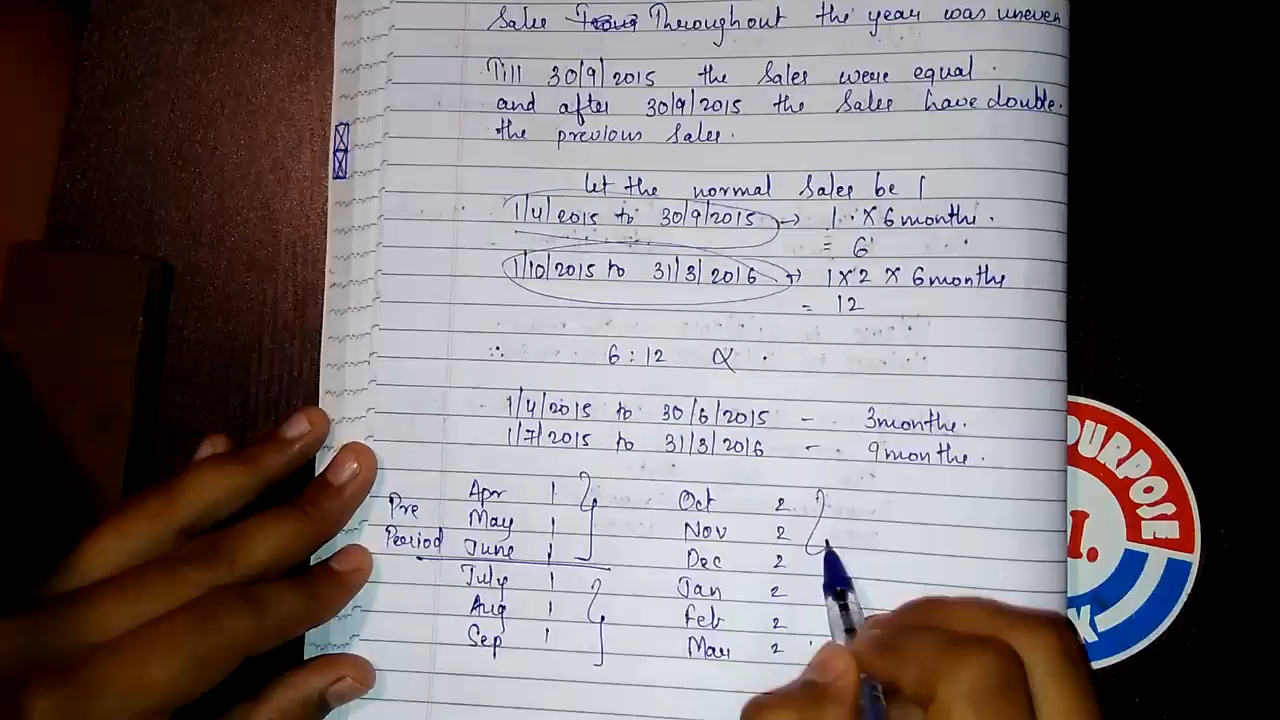 Sales Throughout the year was uneven
Till 30/9/2015 the Sales were equal.
and after 30/9/2015 the Sales have double.
the previous Sales.
let the normal Sales be 1
1/4/2015 to 30/9/2015 → 1 × 6 months.
= 6
1/10/2015 to 31/3/2016 → 1×2 × 6 months
= 12
∴ 6:12
1/4/2015 to 30/6/2015 - 3 months.
1/7/2015 to 31/3/2016 - 9 months.
Apr 1 Oct 2
Pre May 1 Nov 2
Period June 1 Dec 2
July 1 Jan 2
Aug 1 Feb 2
Sep 1 Mar 2
PURPOSE
I.